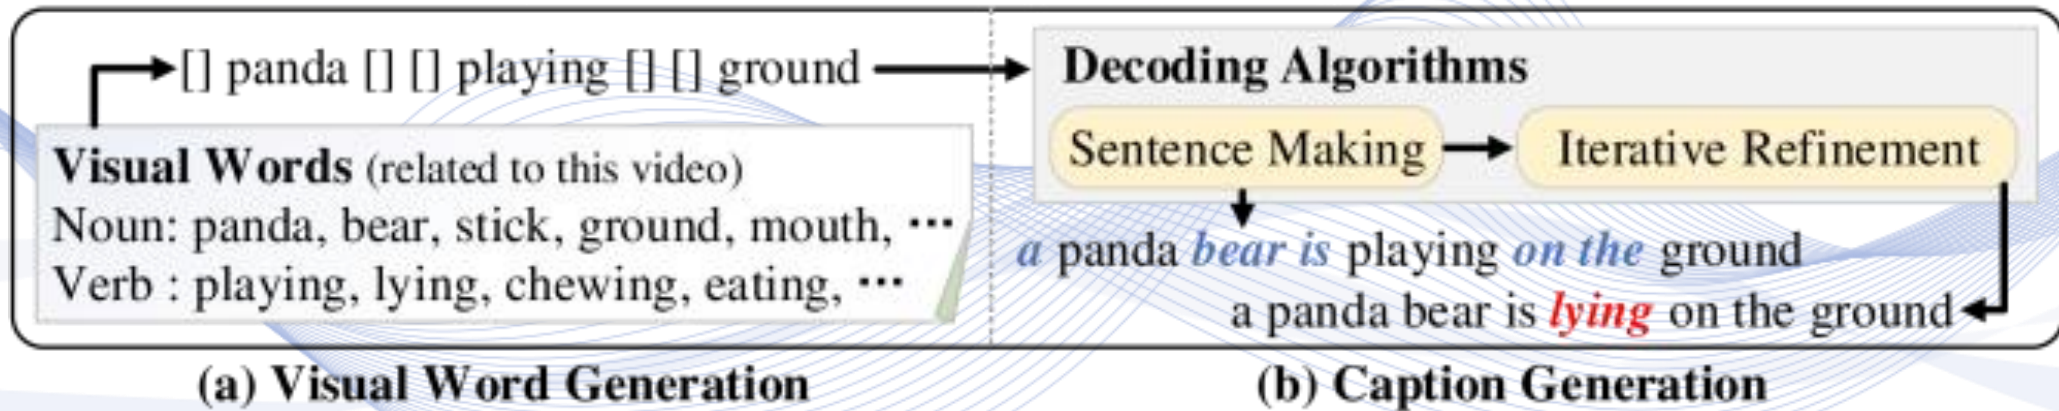 [] panda [] [] playing [] [] ground
Visual Words (related to this video)
Noun: panda, bear, stick, ground, mouth, ···
Verb : playing, lying, chewing, eating, ···
(a) Visual Word Generation
Decoding Algorithms
Sentence Making
Iterative Refinement
a panda bear is playing on the ground
a panda bear is lying on the ground
(b) Caption Generation